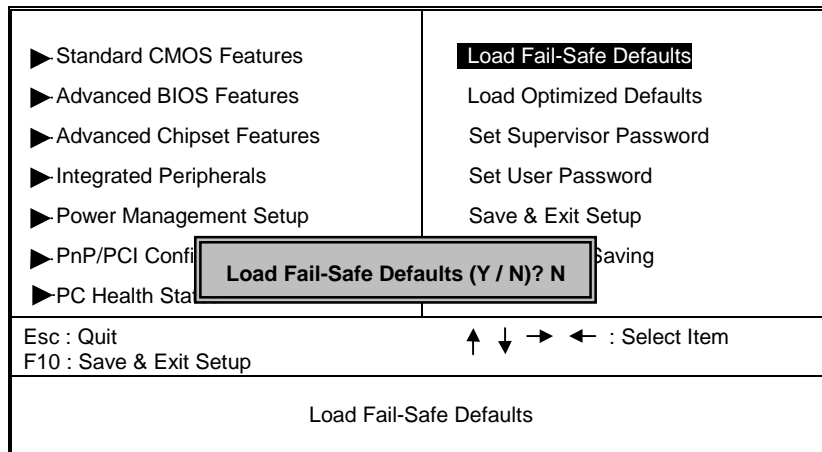 Standard CMOS Features
Advanced BIOS Features
Advanced Chipset Features
Integrated Peripherals
Power Management Setup
PnP/PCI
PC Health
Load Fail-Safe Defaults
Load Optimized Defaults
Set Supervisor Password
Set User Password
Save & Exit Setup
Saving
Load Fail-Safe Defaults (Y / N)? N
Esc : Quit
F10 : Save & Exit Setup
: Select Item
Load Fail-Safe Defaults